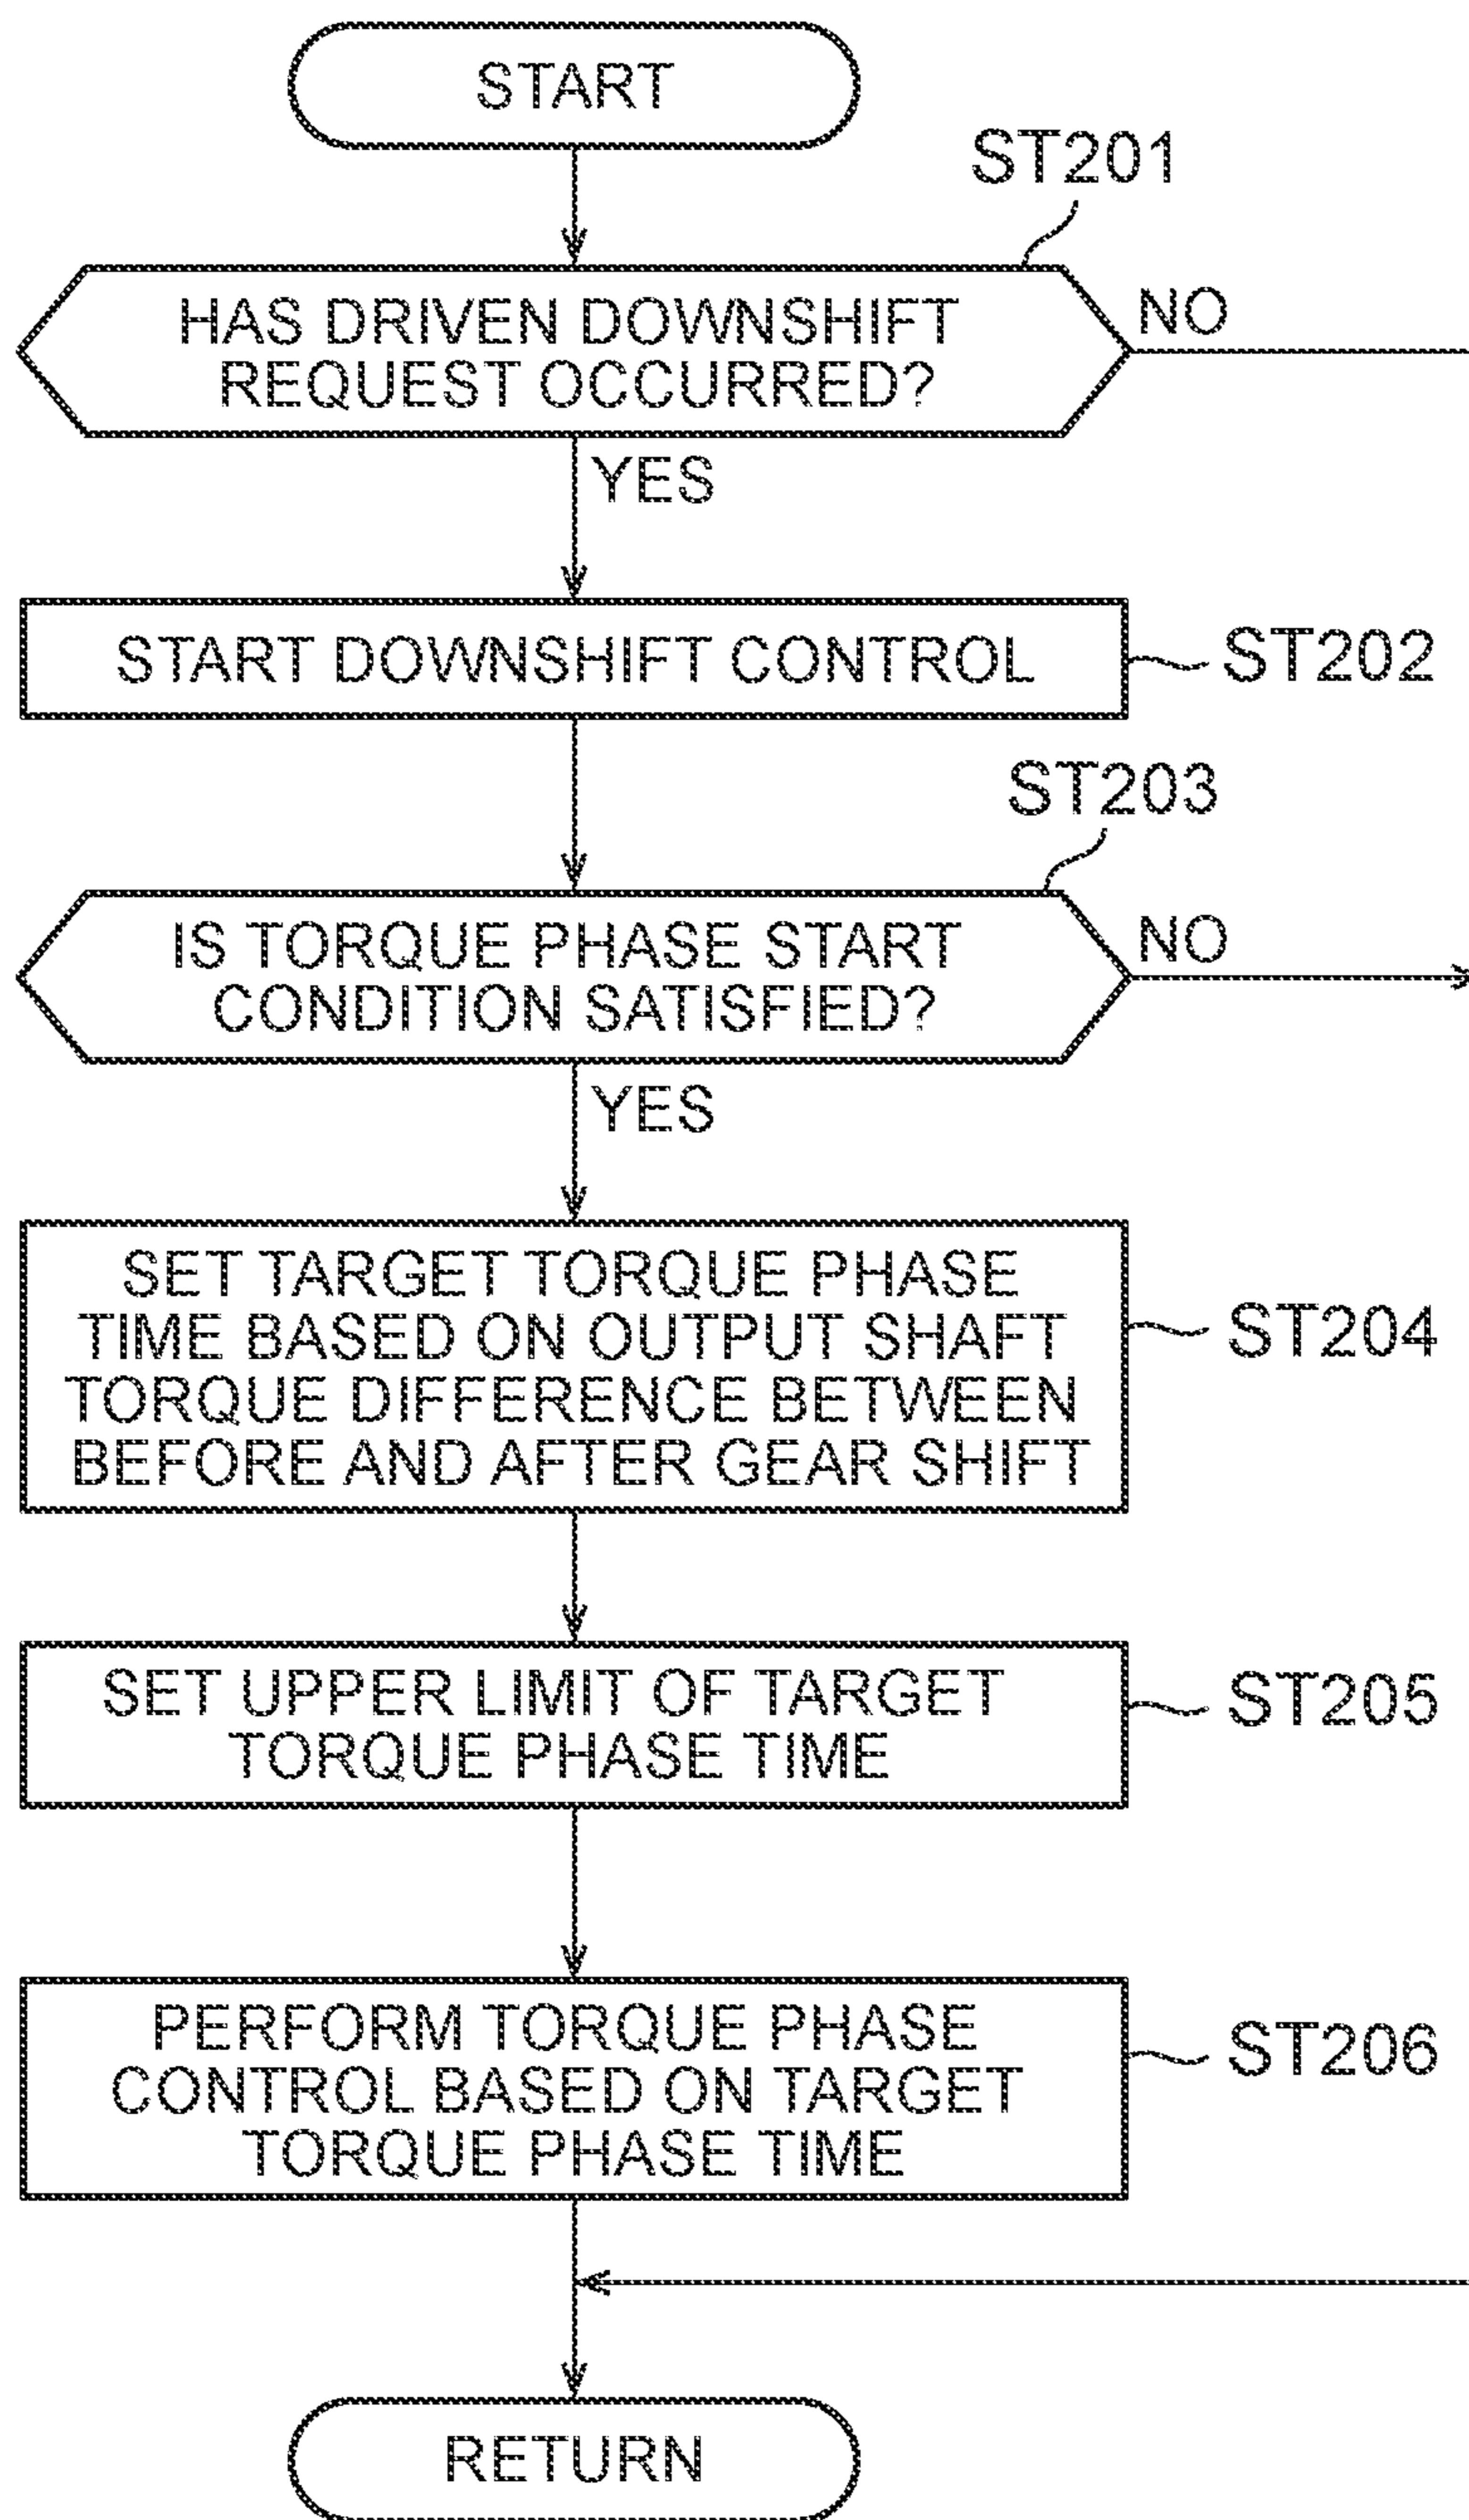 START
ST201
HAS DRIVEN DOWNSHIFT
REQUEST OCCURRED?
NO
YES
START DOWNSHIFT CONTROL
ST202
ST203
IS TORQUE PHASE START
CONDITION SATISFIED?
NO
YES
SET TARGET TORQUE PHASE
TIME BASED ON OUTPUT SHAFT
TORQUE DIFFERENCE BETWEEN
BEFORE AND AFTER GEAR SHIFT
ST204
SET UPPER LIMIT OF TARGET
TORQUE PHASE TIME
ST205
PERFORM TORQUE PHASE
CONTROL BASED ON TARGET
TORQUE PHASE TIME
ST206
RETURN